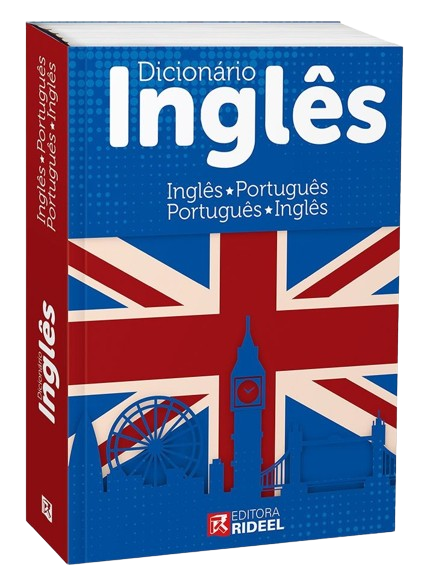 Dicionário
Inglês
Inglês★Português
Português★Inglês
EDITORA
RIDEEL
Inglês★Português
Português★Inglês
Dicionário
Inglês